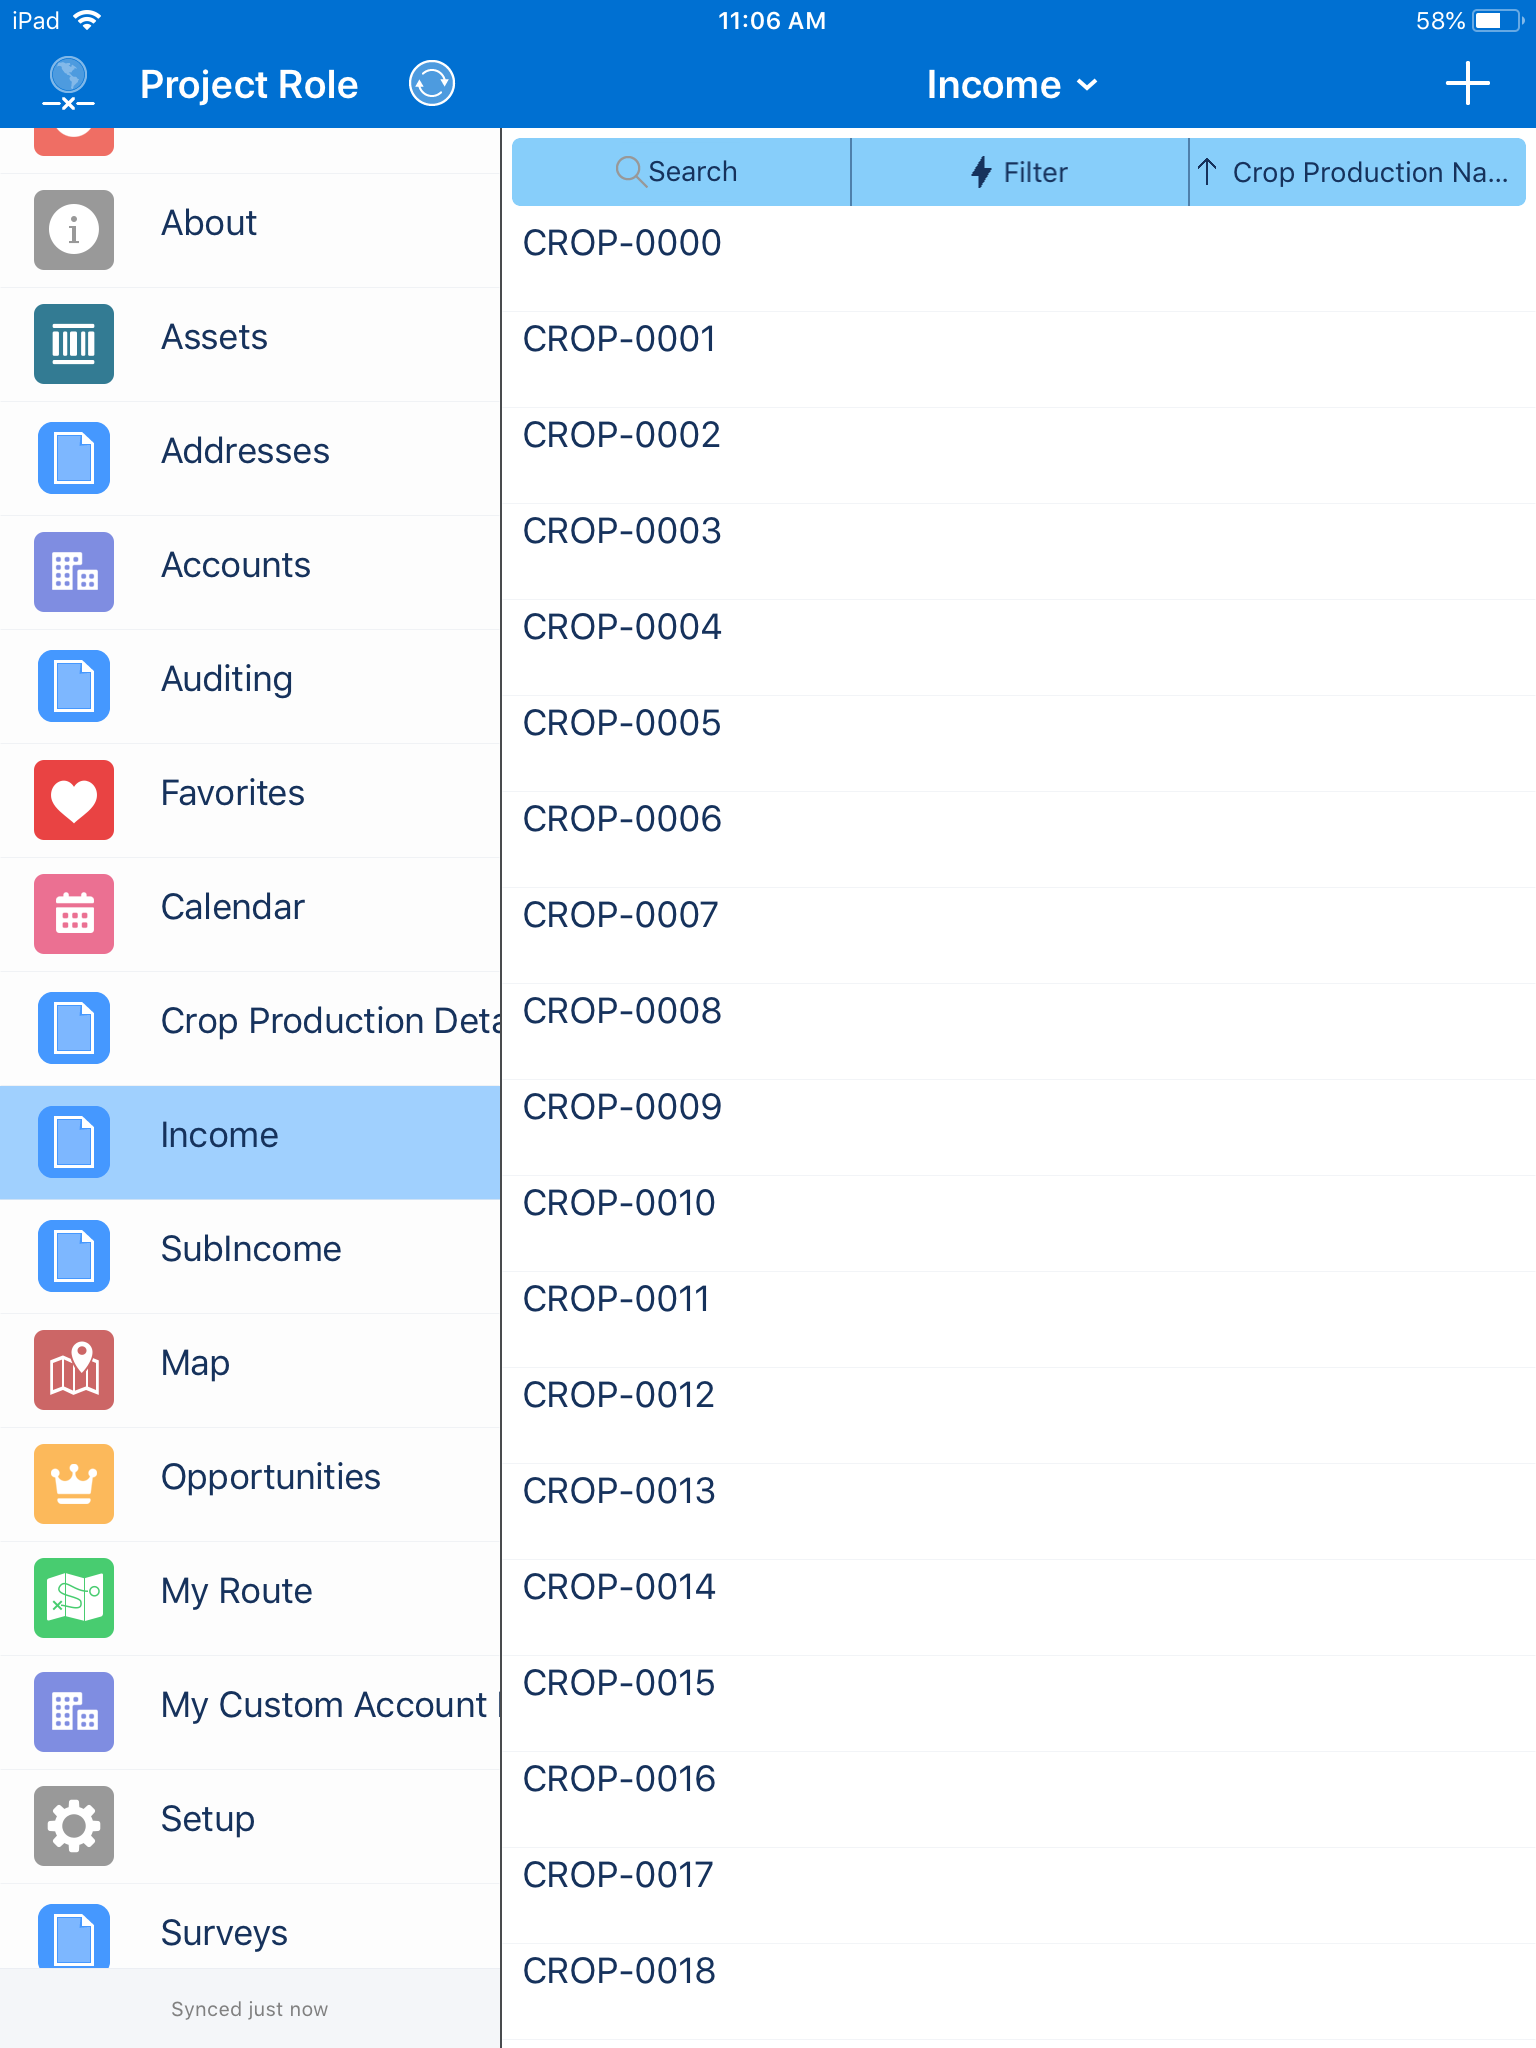 iPad 11:06 AM 58%
Project Role Income
Search Filter Crop Production Na...
About
Assets
Addresses
Accounts
Auditing
Favorites
Calendar
Crop Production Deta
Income
SubIncome
Map
Opportunities
My Route
My Custom Account
Setup
Surveys
Synced just now
CROP-0000
CROP-0001
CROP-0002
CROP-0003
CROP-0004
CROP-0005
CROP-0006
CROP-0007
CROP-0008
CROP-0009
CROP-0010
CROP-0011
CROP-0012
CROP-0013
CROP-0014
CROP-0015
CROP-0016
CROP-0017
CROP-0018